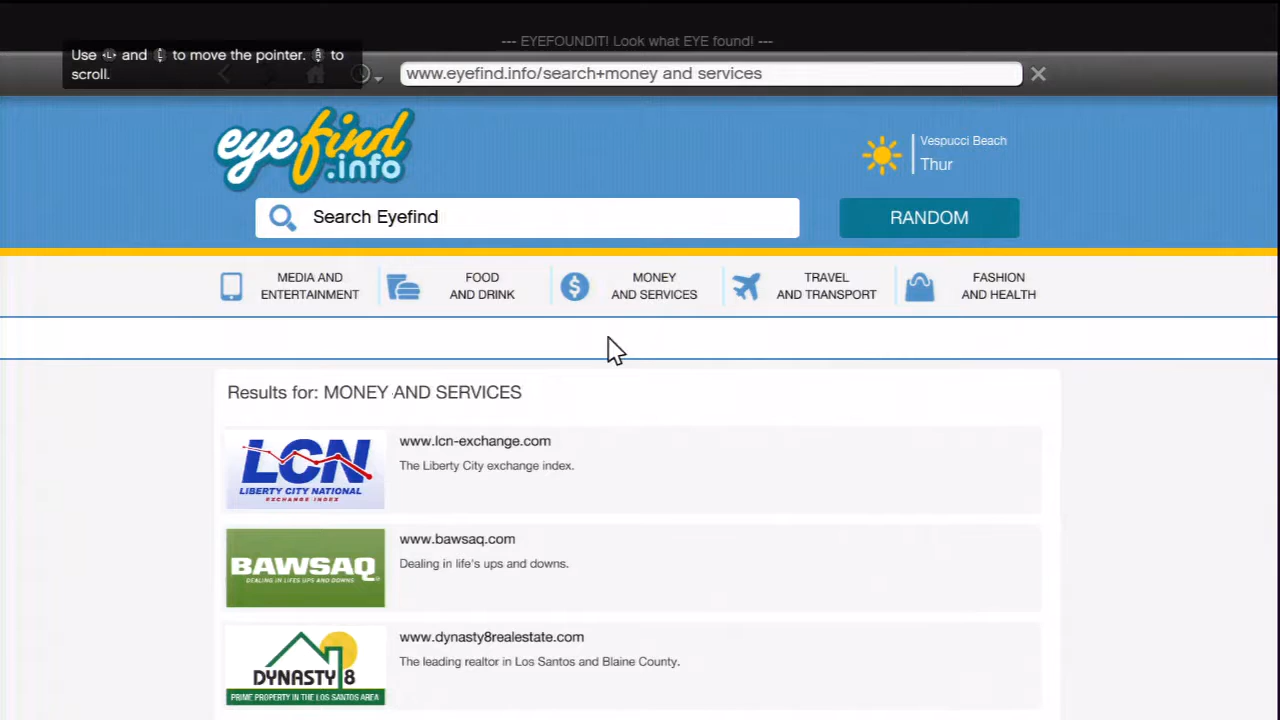 --- EYEFOUNDIT! Look what EYE found! ---
Use L and L to move the pointer. R to
scroll.
www.eyefind.info/search+money and services
eyefind
.info
Vespucci Beach
Thur
Search Eyefind
RANDOM
MEDIA AND
ENTERTAINMENT
FOOD
AND DRINK
MONEY
AND SERVICES
TRAVEL
AND TRANSPORT
FASHION
AND HEALTH
Results for: MONEY AND SERVICES
LCN
LIBERTY CITY NATIONAL
EXCHANGE INDEX
www.lcn-exchange.com
The Liberty City exchange index.
BAWSAQ
DEALING IN LIFES UPS AND DOWNS
www.bawsaq.com
Dealing in life's ups and downs.
DYNASTY 8
PRIME PROPERTY IN THE LOS SANTOS AREA
www.dynasty8realestate.com
The leading realtor in Los Santos and Blaine County.